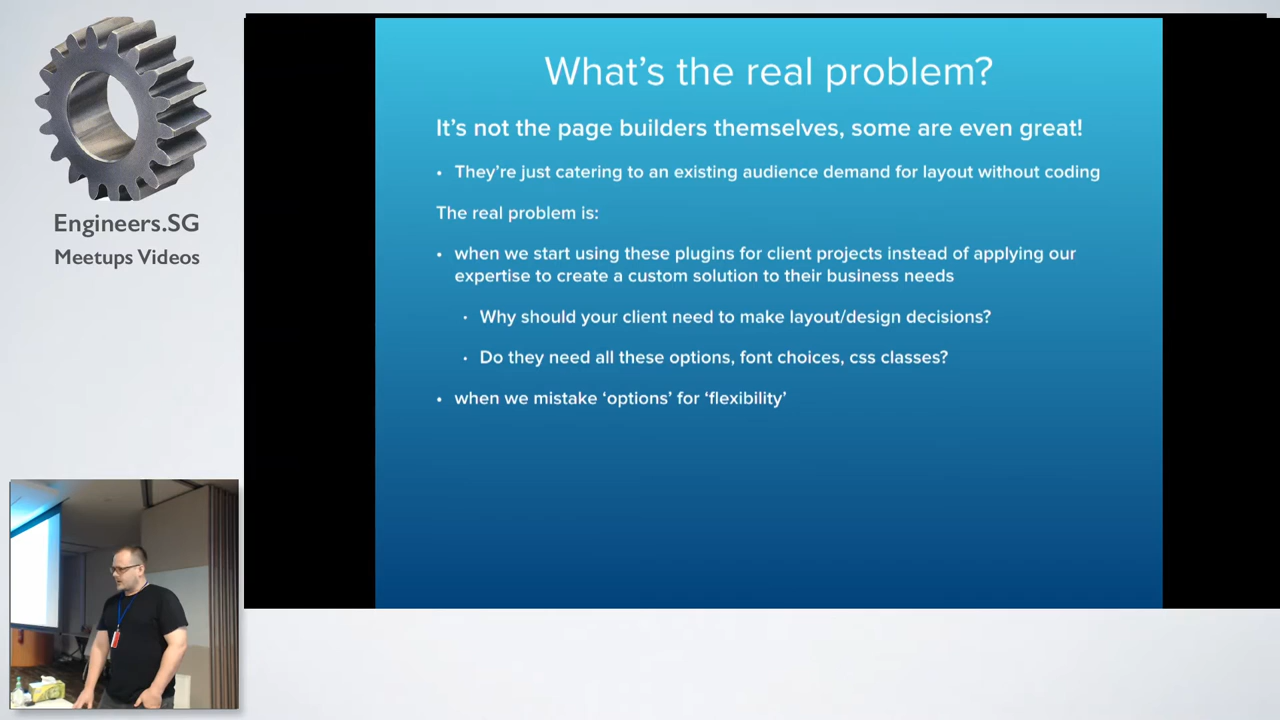 Engineers.SG
Meetups Videos
What's the real problem?
It's not the page builders themselves, some are even great!
• They're just catering to an existing audience demand for layout without coding
The real problem is:
• when we start using these plugins for client projects instead of applying our
expertise to create a custom solution to their business needs
• Why should your client need to make layout/design decisions?
• Do they need all these options, font choices, css classes?
• when we mistake ‘options’ for ‘flexibility’